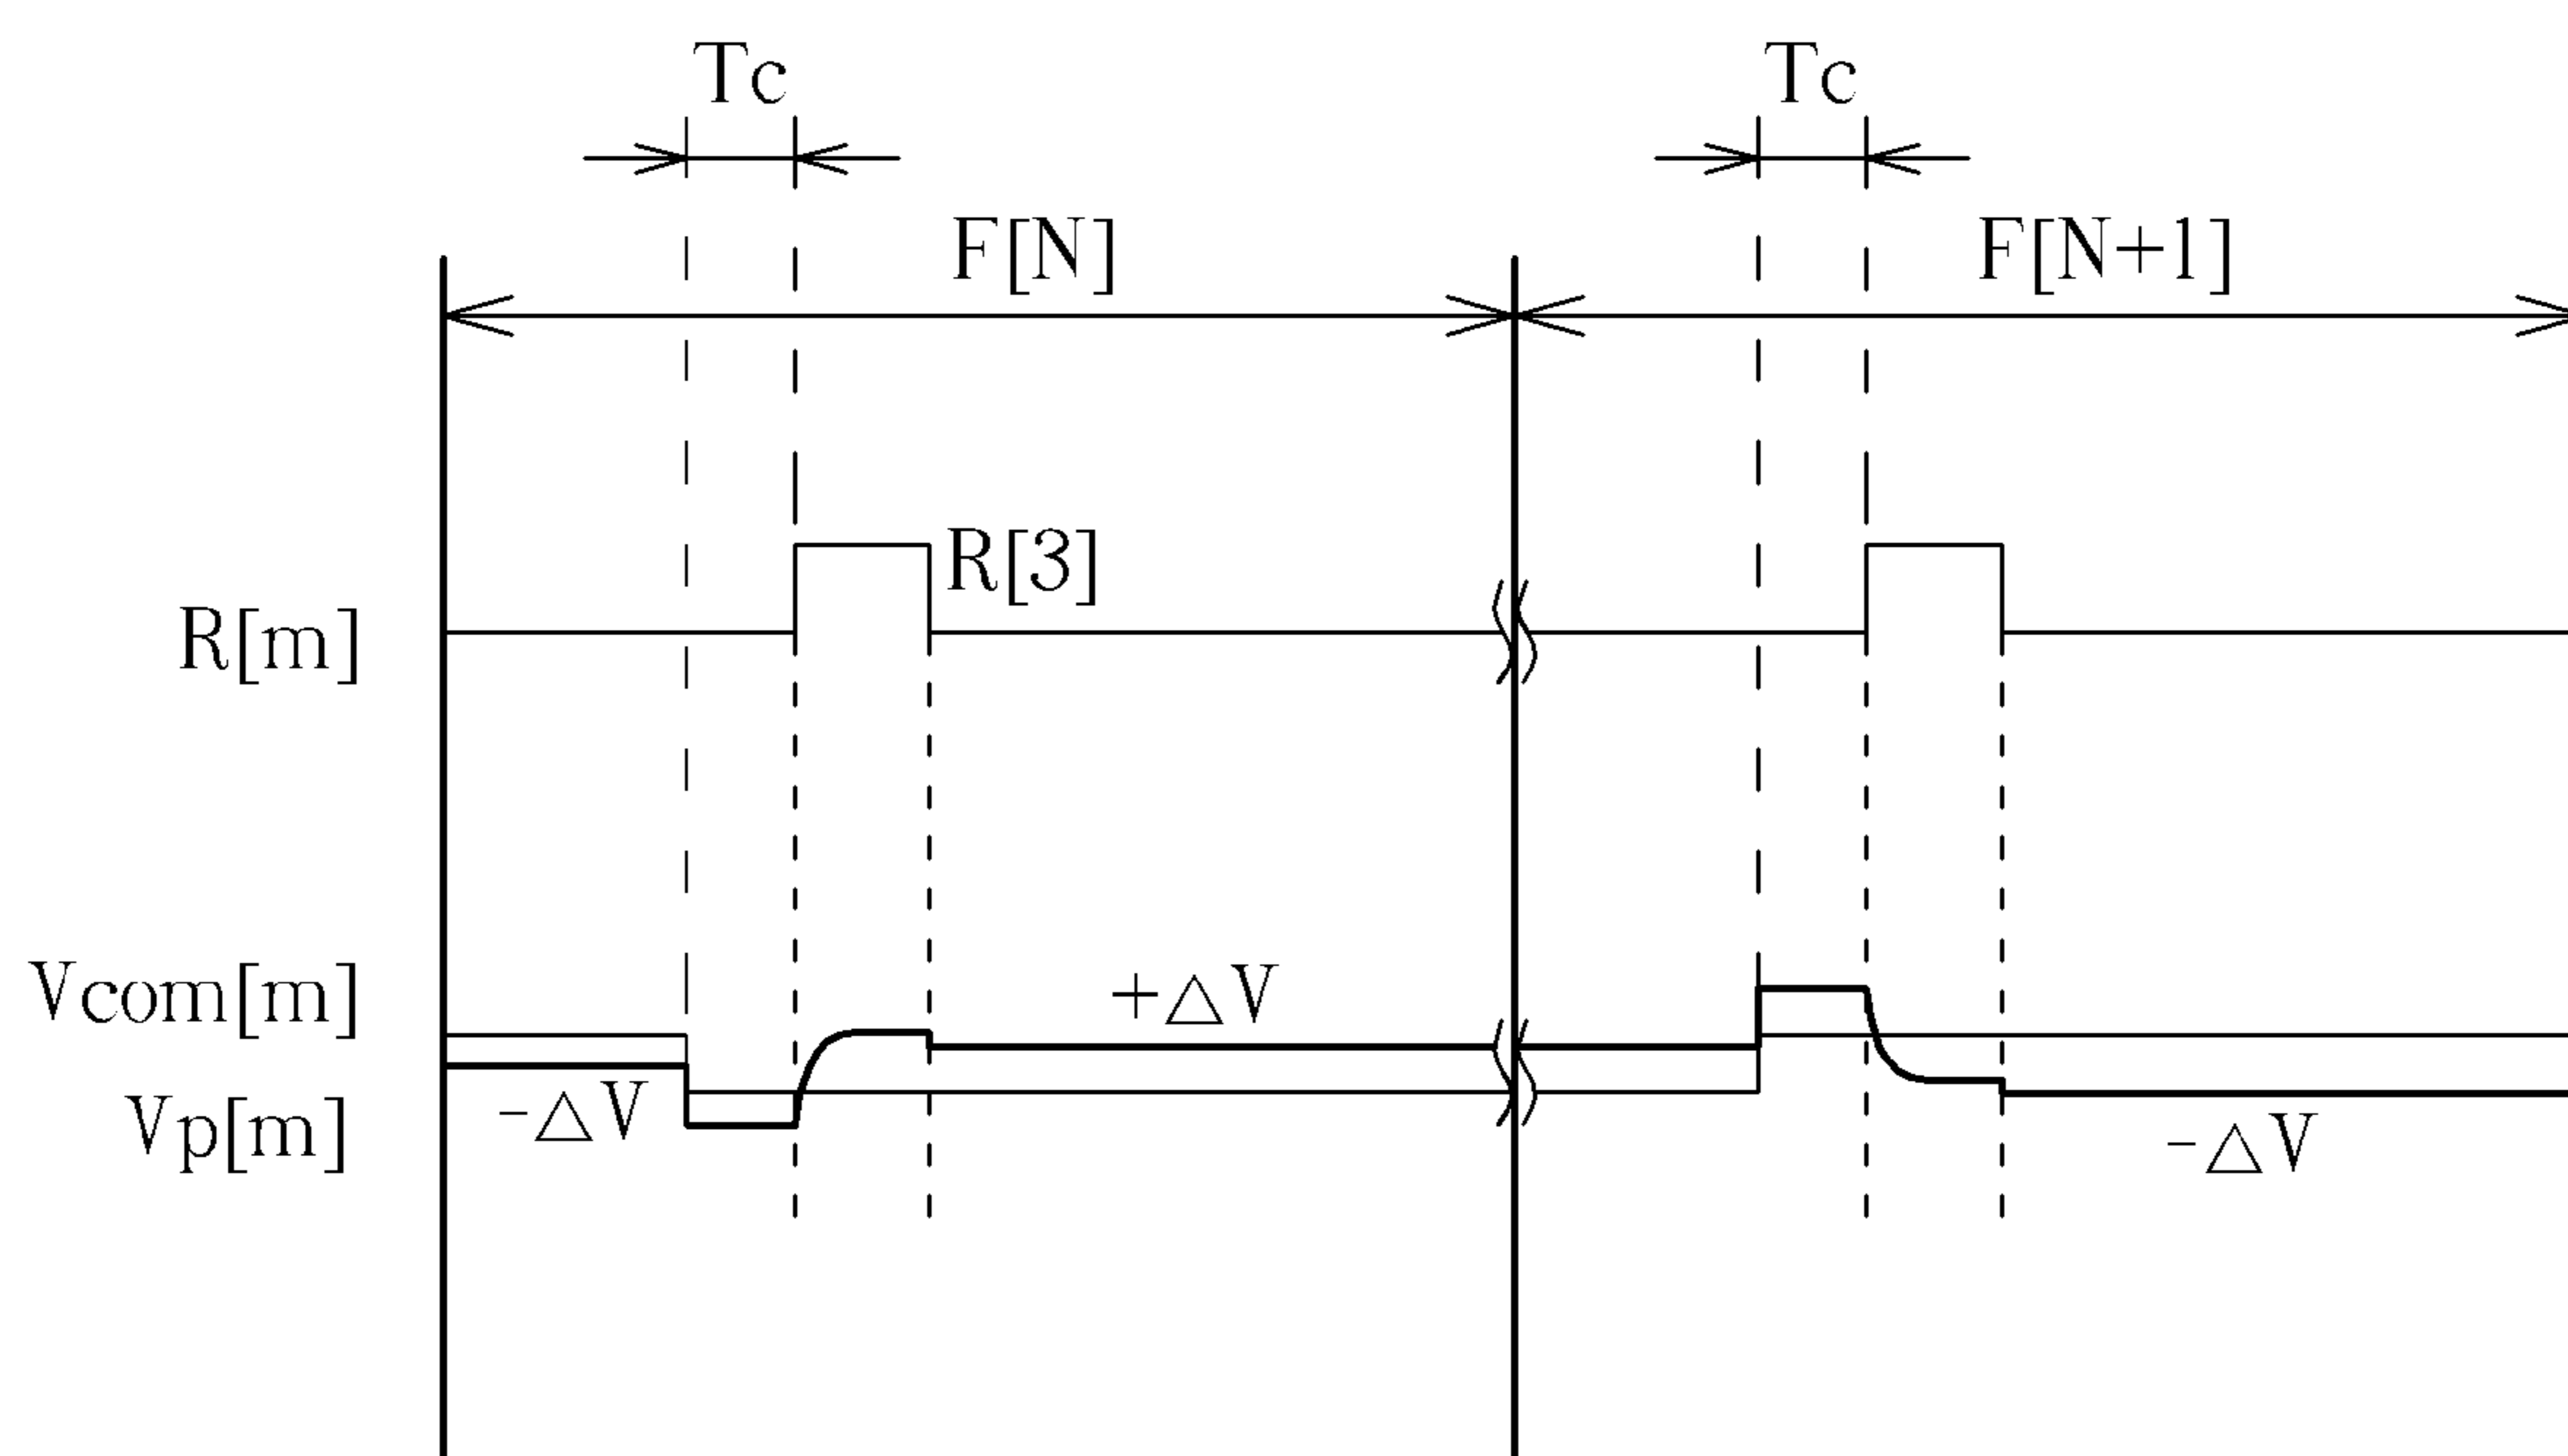 Tc Tc
F[N] F[N+1]
R[3]
R[m]
Vcom[m] +△V
Vp[m] -△V -△V